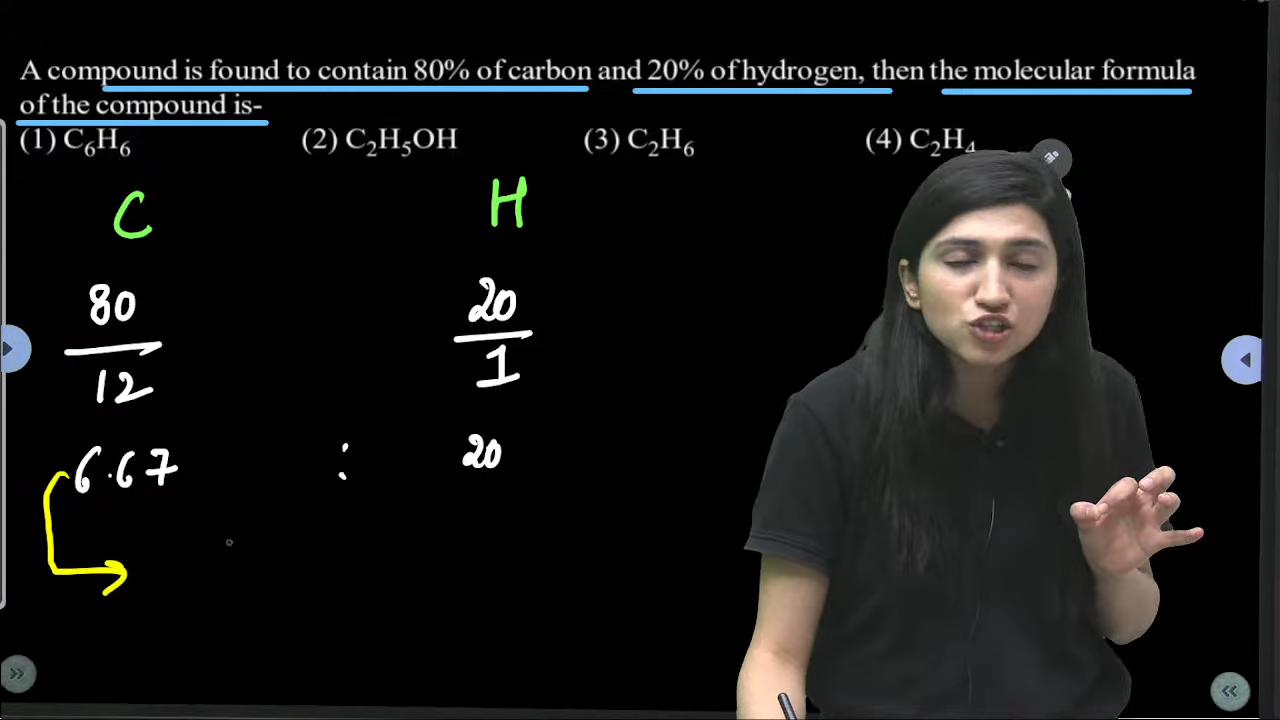 A compound is found to contain 80% of carbon and 20% of hydrogen, then the molecular formula
of the compound is-
(1) C₆H₆ (2) C₂H₅OH (3) C₂H₆ (4) C₂H₄
C H
80 20
12 1
6.67 : 20